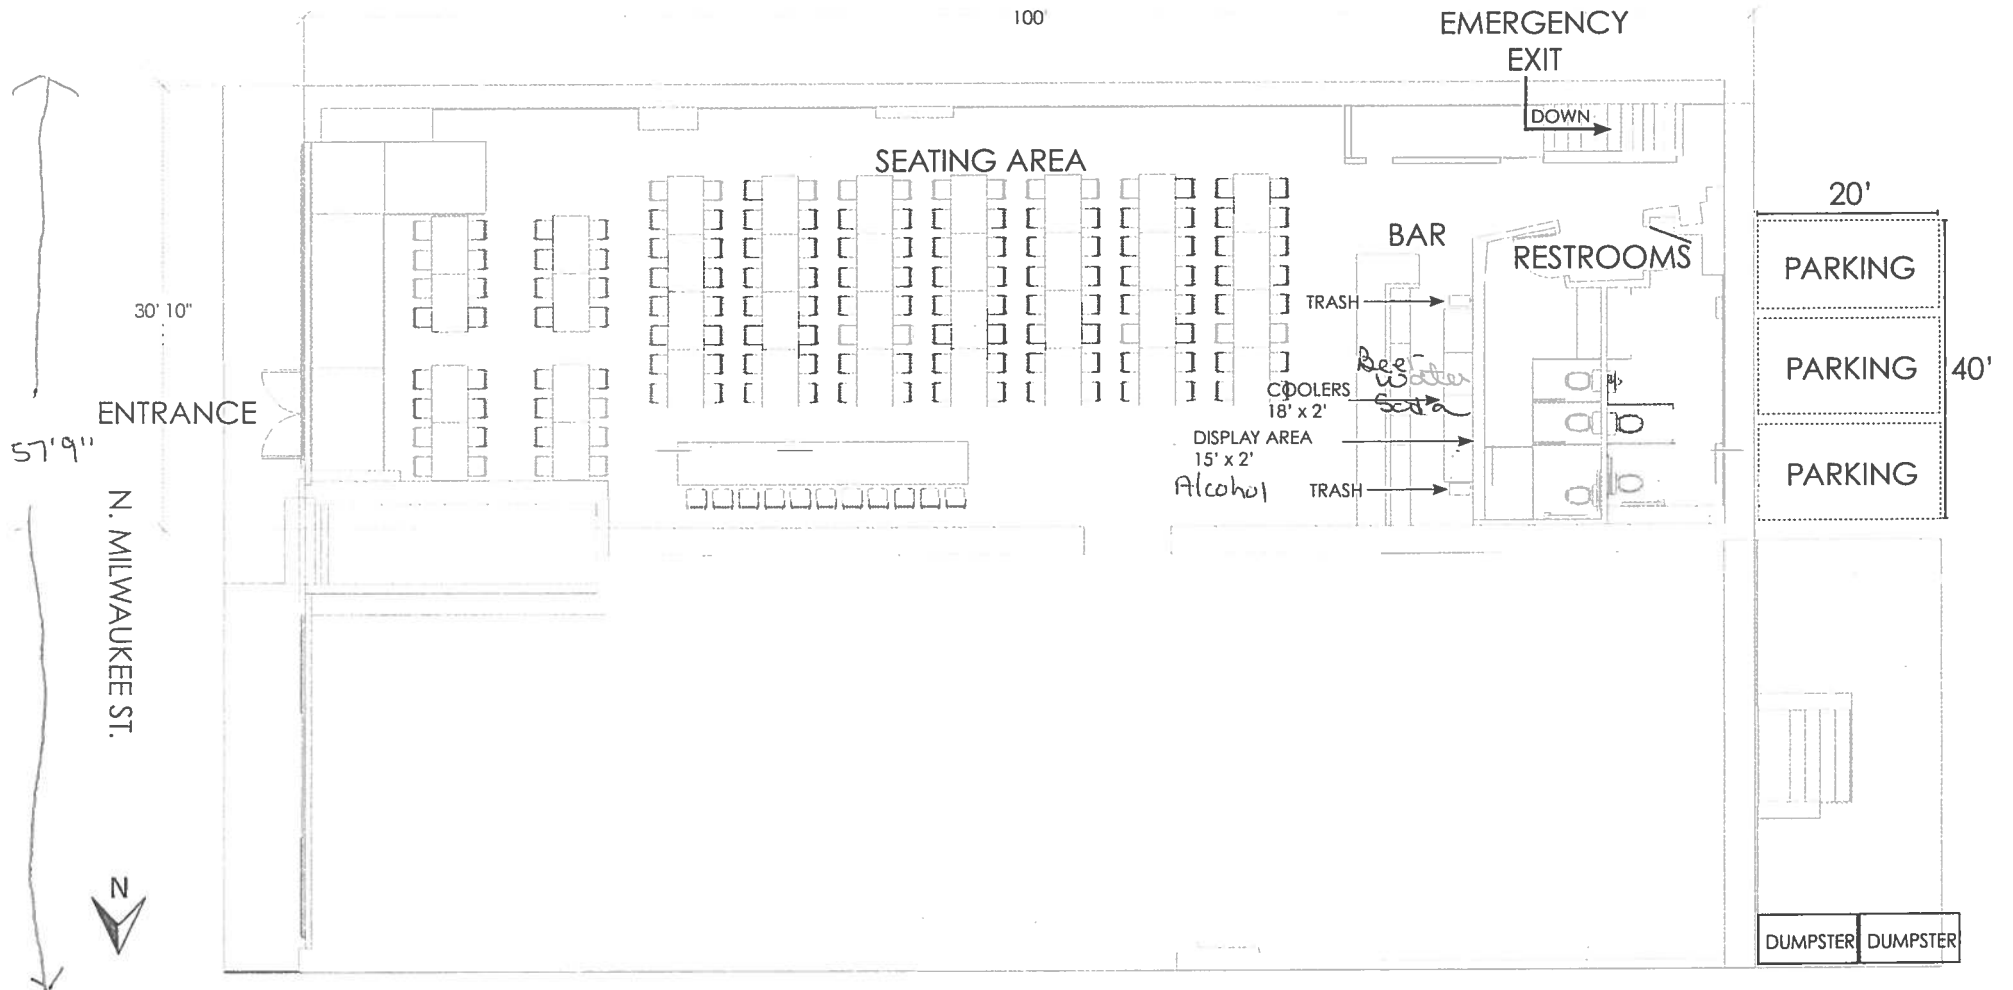 100'
EMERGENCY
EXIT
DOWN
SEATING AREA
20'
BAR
RESTROOMS
PARKING
30' 10"
TRASH
PARKING
40'
Beer
Water
COOLERS
18' x 2'
Soda
ENTRANCE
DISPLAY AREA
15' x 2'
Alcohol
57'9"
PARKING
TRASH
N. MILWAUKEE ST.
N
DUMPSTER
DUMPSTER